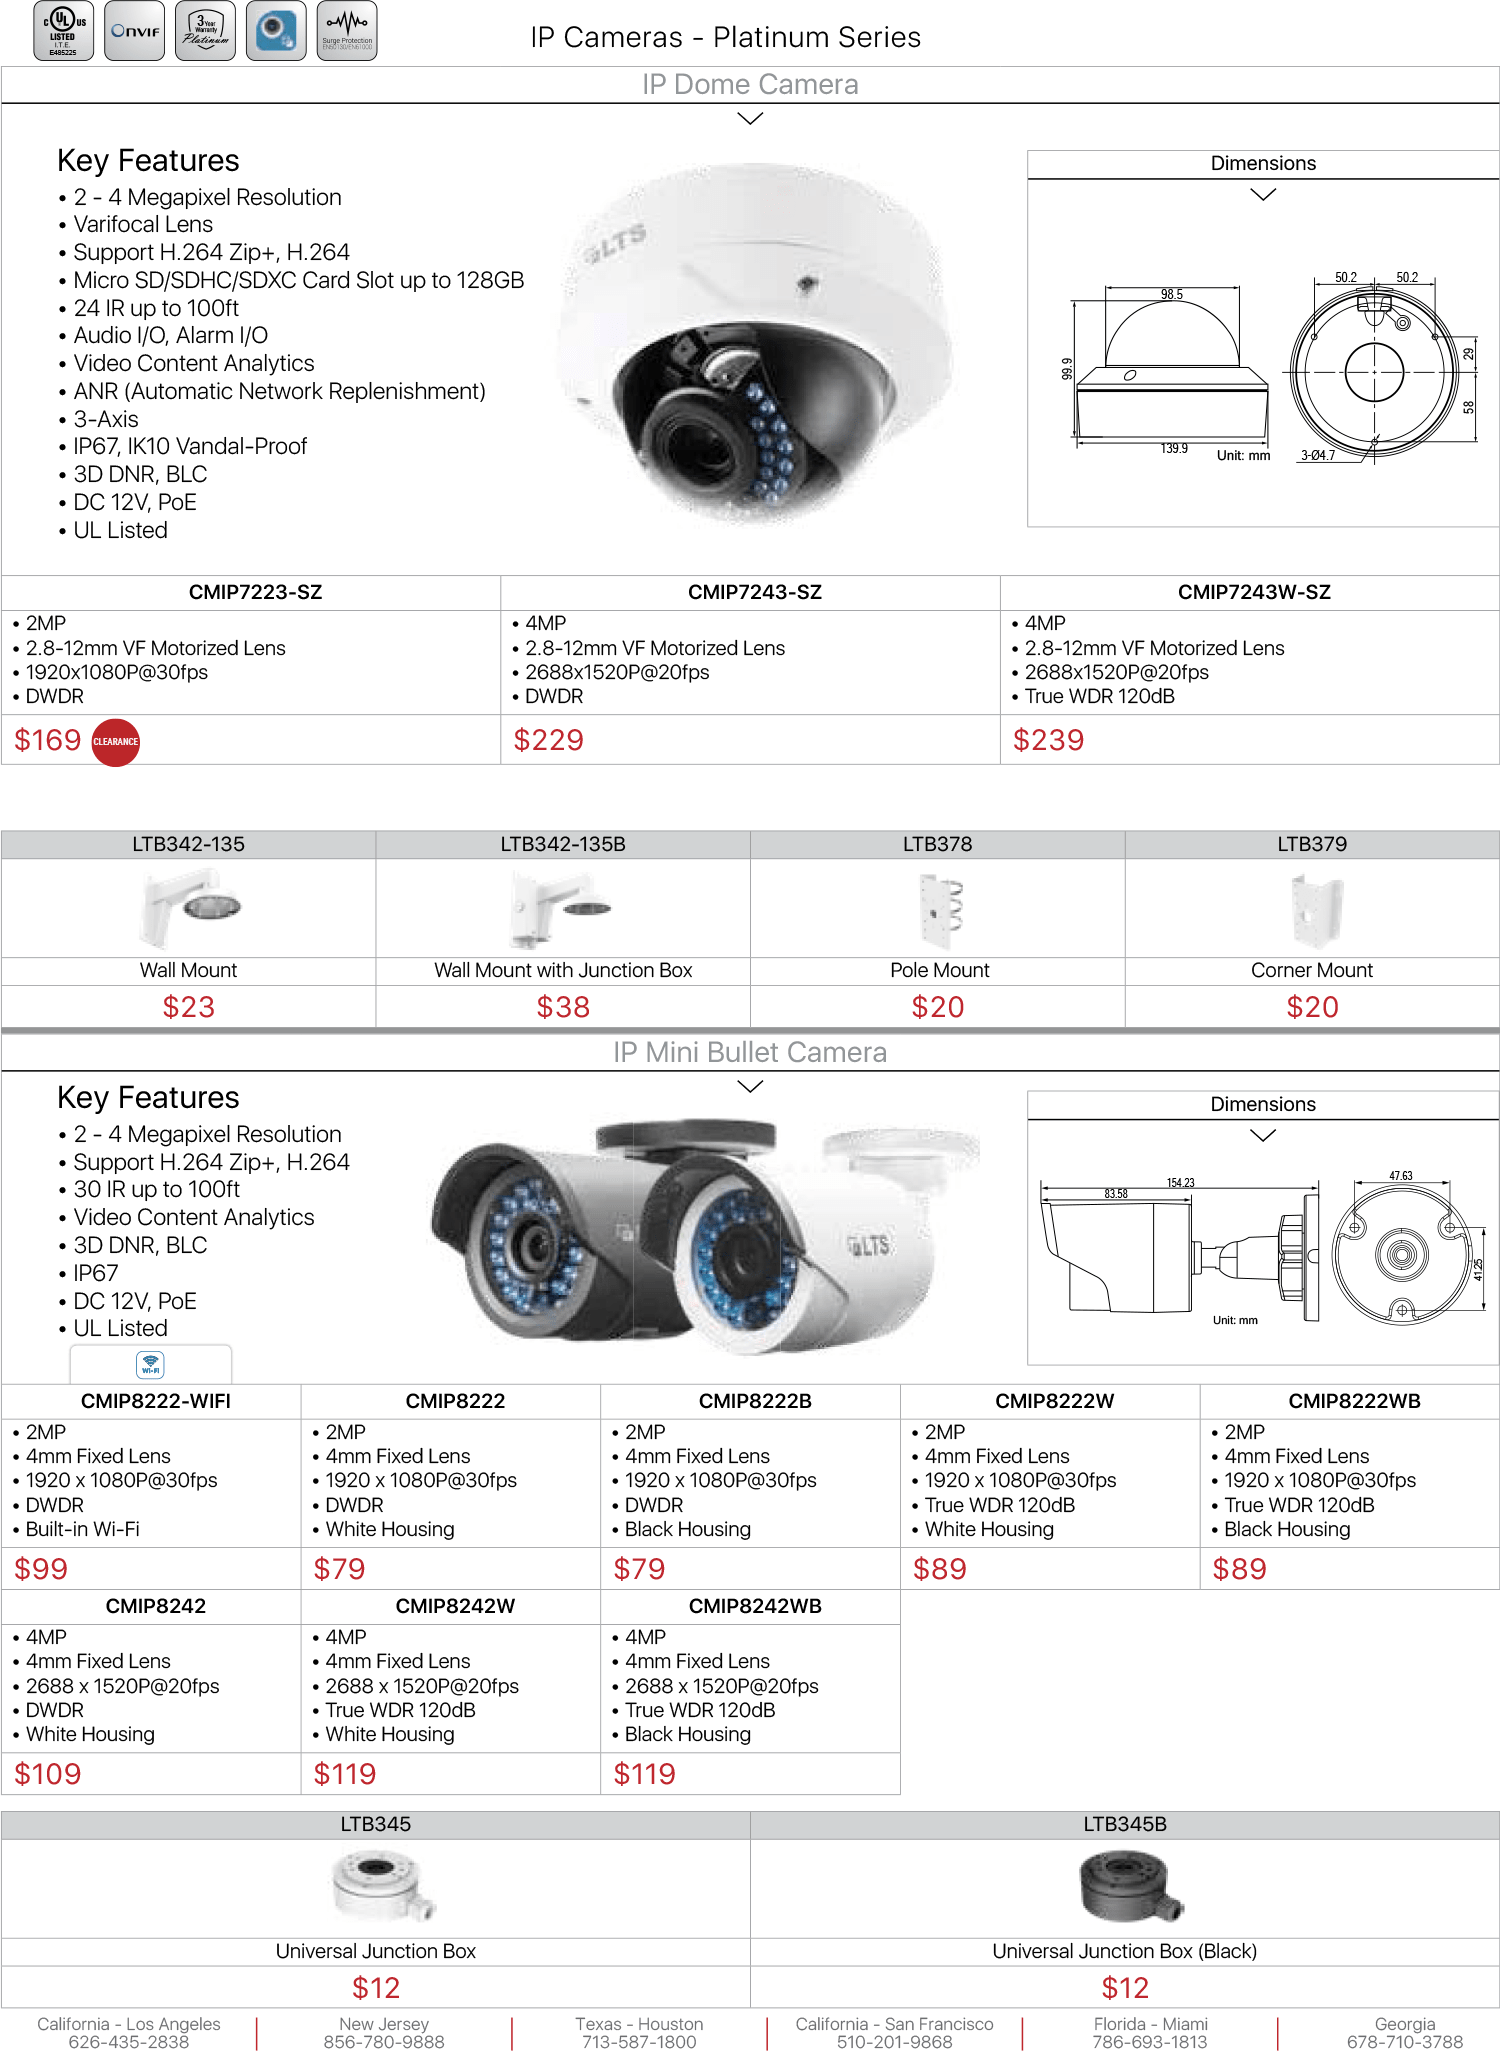 C UL US
LISTED
I.T.E.
E485225
ONVIF
3 Year
Warranty
Platinum
Surge Protection
EN50130/EN61000
IP Cameras - Platinum Series
IP Dome Camera
Key Features
• 2 - 4 Megapixel Resolution
• Varifocal Lens
• Support H.264 Zip+, H.264
• Micro SD/SDHC/SDXC Card Slot up to 128GB
• 24 IR up to 100ft
• Audio I/O, Alarm I/O
• Video Content Analytics
• ANR (Automatic Network Replenishment)
• 3-Axis
• IP67, IK10 Vandal-Proof
• 3D DNR, BLC
• DC 12V, PoE
• UL Listed
LTS
Dimensions
98.5
99.9
139.9
Unit: mm
50.2
50.2
29
58
3-Ø4.7
CMIP7223-SZ
• 2MP
• 2.8-12mm VF Motorized Lens
• 1920x1080P@30fps
• DWDR
$169
CLEARANCE
CMIP7243-SZ
• 4MP
• 2.8-12mm VF Motorized Lens
• 2688x1520P@20fps
• DWDR
$229
CMIP7243W-SZ
• 4MP
• 2.8-12mm VF Motorized Lens
• 2688x1520P@20fps
• True WDR 120dB
$239
LTB342-135
Wall Mount
$23
LTB342-135B
Wall Mount with Junction Box
$38
LTB378
Pole Mount
$20
LTB379
Corner Mount
$20
IP Mini Bullet Camera
Key Features
• 2 - 4 Megapixel Resolution
• Support H.264 Zip+, H.264
• 30 IR up to 100ft
• Video Content Analytics
• 3D DNR, BLC
• IP67
• DC 12V, PoE
• UL Listed
Wi-Fi
LTS
Dimensions
154.23
83.58
Unit: mm
47.63
41.25
CMIP8222-WIFI
• 2MP
• 4mm Fixed Lens
• 1920 x 1080P@30fps
• DWDR
• Built-in Wi-Fi
$99
CMIP8222
• 2MP
• 4mm Fixed Lens
• 1920 x 1080P@30fps
• DWDR
• White Housing
$79
CMIP8222B
• 2MP
• 4mm Fixed Lens
• 1920 x 1080P@30fps
• DWDR
• Black Housing
$79
CMIP8222W
• 2MP
• 4mm Fixed Lens
• 1920 x 1080P@30fps
• True WDR 120dB
• White Housing
$89
CMIP8222WB
• 2MP
• 4mm Fixed Lens
• 1920 x 1080P@30fps
• True WDR 120dB
• Black Housing
$89
CMIP8242
• 4MP
• 4mm Fixed Lens
• 2688 x 1520P@20fps
• DWDR
• White Housing
$109
CMIP8242W
• 4MP
• 4mm Fixed Lens
• 2688 x 1520P@20fps
• True WDR 120dB
• White Housing
$119
CMIP8242WB
• 4MP
• 4mm Fixed Lens
• 2688 x 1520P@20fps
• True WDR 120dB
• Black Housing
$119
LTB345
Universal Junction Box
$12
LTB345B
Universal Junction Box (Black)
$12
California - Los Angeles
626-435-2838
New Jersey
856-780-9888
Texas - Houston
713-587-1800
California - San Francisco
510-201-9868
Florida - Miami
786-693-1813
Georgia
678-710-3788